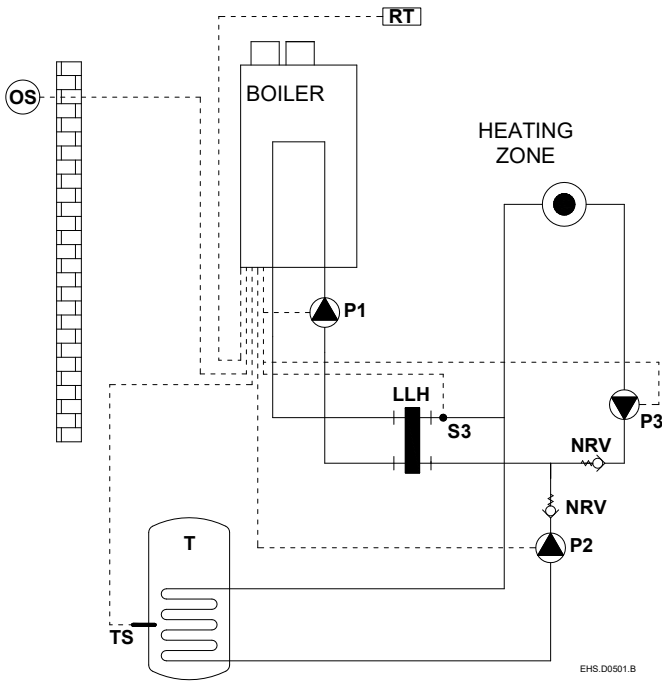 RT
OS
BOILER
HEATING
ZONE
P1
LLH
S3
P3
NRV
NRV
T
P2
TS
EHS.D0501.B